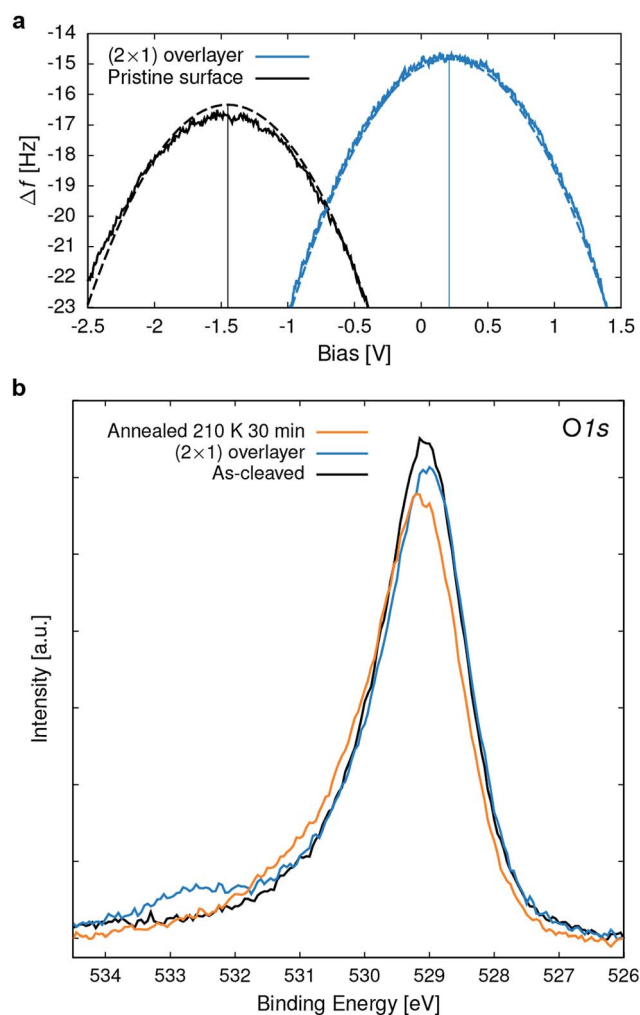 a
-14
-15
-16
-17
-18
-19
-20
-21
-22
-23
Δf [Hz]
(2×1) overlayer
Pristine surface
-2.5 -2 -1.5 -1 -0.5 0 0.5 1 1.5
Bias [V]
b
Annealed 210 K 30 min
(2×1) overlayer
As-cleaved
O1s
Intensity [a.u.]
534 533 532 531 530 529 528 527 526
Binding Energy [eV]